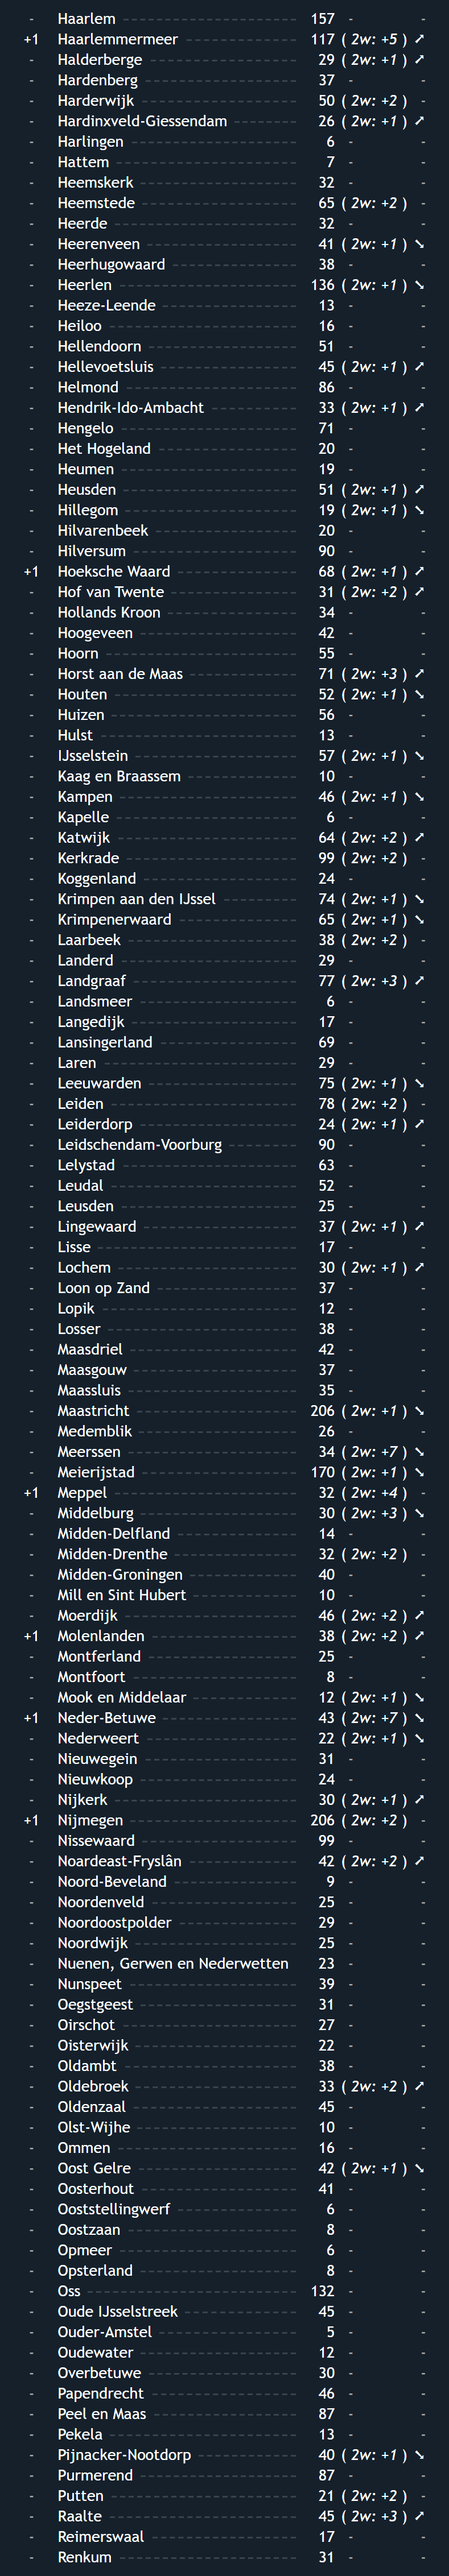 - Haarlem 157 - -
+1 Haarlemmermeer 117 ( 2w: +5 ) ➚
- Halderberge 29 ( 2w: +1 ) ➚
- Hardenberg 37 - -
- Harderwijk 50 ( 2w: +2 ) -
- Hardinxveld-Giessendam 26 ( 2w: +1 ) ➚
- Harlingen 6 - -
- Hattem 7 - -
- Heemskerk 32 - -
- Heemstede 65 ( 2w: +2 ) -
- Heerde 32 - -
- Heerenveen 41 ( 2w: +1 ) ➘
- Heerhugowaard 38 - -
- Heerlen 136 ( 2w: +1 ) ➘
- Heeze-Leende 13 - -
- Heiloo 16 - -
- Hellendoorn 51 - -
- Hellevoetsluis 45 ( 2w: +1 ) ➚
- Helmond 86 - -
- Hendrik-Ido-Ambacht 33 ( 2w: +1 ) ➚
- Hengelo 71 - -
- Het Hogeland 20 - -
- Heumen 19 - -
- Heusden 51 ( 2w: +1 ) ➚
- Hillegom 19 ( 2w: +1 ) ➘
- Hilvarenbeek 20 - -
- Hilversum 90 - -
+1 Hoeksche Waard 68 ( 2w: +1 ) ➚
- Hof van Twente 31 ( 2w: +2 ) ➚
- Hollands Kroon 34 - -
- Hoogeveen 42 - -
- Hoorn 55 - -
- Horst aan de Maas 71 ( 2w: +3 ) ➚
- Houten 52 ( 2w: +1 ) ➘
- Huizen 56 - -
- Hulst 13 - -
- IJsselstein 57 ( 2w: +1 ) ➘
- Kaag en Braassem 10 - -
- Kampen 46 ( 2w: +1 ) ➘
- Kapelle 6 - -
- Katwijk 64 ( 2w: +2 ) ➚
- Kerkrade 99 ( 2w: +2 ) -
- Koggenland 24 - -
- Krimpen aan den IJssel 74 ( 2w: +1 ) ➘
- Krimpenerwaard 65 ( 2w: +1 ) ➘
- Laarbeek 38 ( 2w: +2 ) -
- Landerd 29 - -
- Landgraaf 77 ( 2w: +3 ) ➚
- Landsmeer 6 - -
- Langedijk 17 - -
- Lansingerland 69 - -
- Laren 29 - -
- Leeuwarden 75 ( 2w: +1 ) ➘
- Leiden 78 ( 2w: +2 ) -
- Leiderdorp 24 ( 2w: +1 ) ➚
- Leidschendam-Voorburg 90 - -
- Lelystad 63 - -
- Leudal 52 - -
- Leusden 25 - -
- Lingewaard 37 ( 2w: +1 ) ➚
- Lisse 17 - -
- Lochem 30 ( 2w: +1 ) ➚
- Loon op Zand 37 - -
- Lopik 12 - -
- Losser 38 - -
- Maasdriel 42 - -
- Maasgouw 37 - -
- Maassluis 35 - -
- Maastricht 206 ( 2w: +1 ) ➘
- Medemblik 26 - -
- Meerssen 34 ( 2w: +7 ) ➘
- Meierijstad 170 ( 2w: +1 ) ➘
+1 Meppel 32 ( 2w: +4 ) -
- Middelburg 30 ( 2w: +3 ) ➘
- Midden-Delfland 14 - -
- Midden-Drenthe 32 ( 2w: +2 ) -
- Midden-Groningen 40 - -
- Mill en Sint Hubert 10 - -
- Moerdijk 46 ( 2w: +2 ) ➚
+1 Molenlanden 38 ( 2w: +2 ) ➚
- Montferland 25 - -
- Montfoort 8 - -
- Mook en Middelaar 12 ( 2w: +1 ) ➘
+1 Neder-Betuwe 43 ( 2w: +7 ) ➘
- Nederweert 22 ( 2w: +1 ) ➘
- Nieuwegein 31 - -
- Nieuwkoop 24 - -
- Nijkerk 30 ( 2w: +1 ) ➚
+1 Nijmegen 206 ( 2w: +2 ) -
- Nissewaard 99 - -
- Noardeast-Fryslân 42 ( 2w: +2 ) ➚
- Noord-Beveland 9 - -
- Noordenveld 25 - -
- Noordoostpolder 29 - -
- Noordwijk 25 - -
- Nuenen, Gerwen en Nederwetten 23 - -
- Nunspeet 39 - -
- Oegstgeest 31 - -
- Oirschot 27 - -
- Oisterwijk 22 - -
- Oldambt 38 - -
- Oldebroek 33 ( 2w: +2 ) ➚
- Oldenzaal 45 - -
- Olst-Wijhe 10 - -
- Ommen 16 - -
- Oost Gelre 42 ( 2w: +1 ) ➘
- Oosterhout 41 - -
- Ooststellingwerf 6 - -
- Oostzaan 8 - -
- Opmeer 6 - -
- Opsterland 8 - -
- Oss 132 - -
- Oude IJsselstreek 45 - -
- Ouder-Amstel 5 - -
- Oudewater 12 - -
- Overbetuwe 30 - -
- Papendrecht 46 - -
- Peel en Maas 87 - -
- Pekela 13 - -
- Pijnacker-Nootdorp 40 ( 2w: +1 ) ➘
- Purmerend 87 - -
- Putten 21 ( 2w: +2 ) -
- Raalte 45 ( 2w: +3 ) ➚
- Reimerswaal 17 - -
- Renkum 31 - -